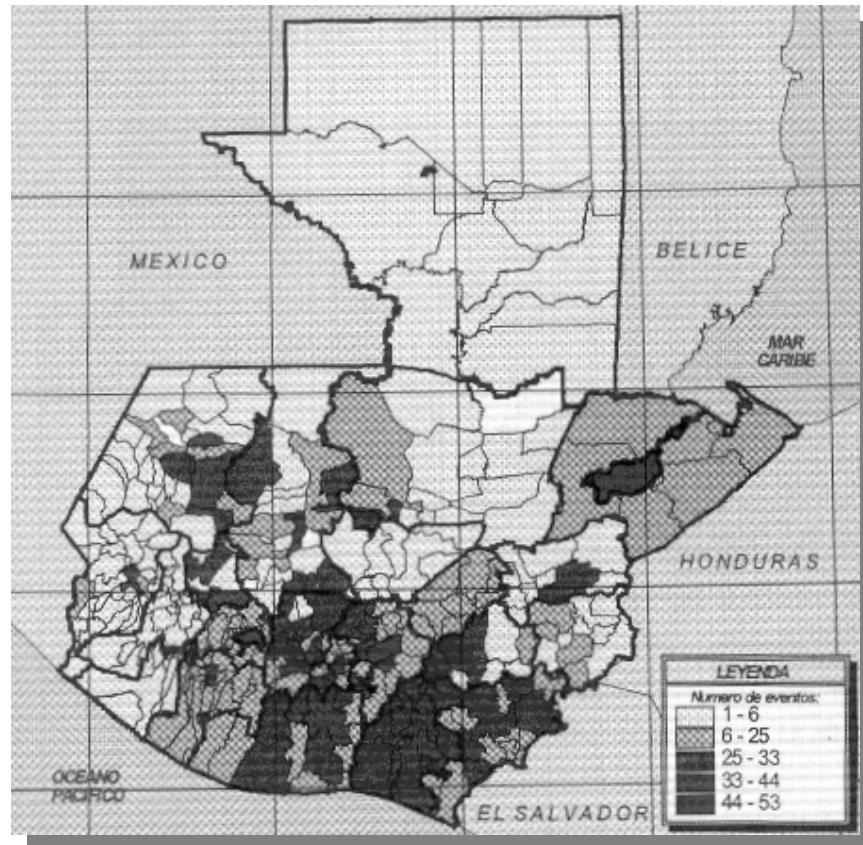 MEXICO
BELICE
MAR
CARIBE
HONDURAS
LEYENDA
Numero de eventos:
1 - 6
6 - 25
25 - 33
33 - 44
44 - 53
OCEANO
PACIFICO
EL SALVADOR